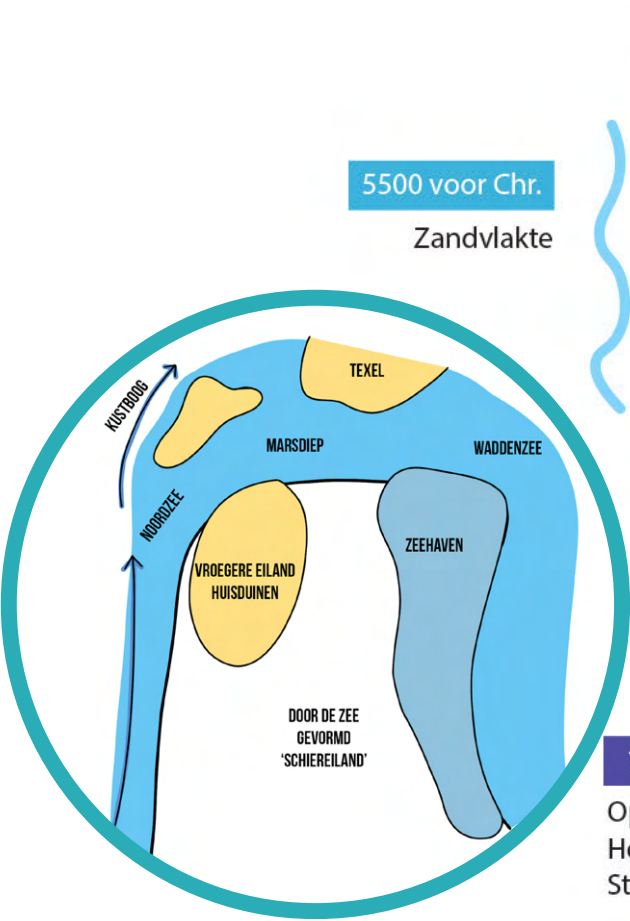 5500 voor Chr.
Zandvlakte
TEXEL
KUSTBOOG
MARSDIEP
WADDENZEE
NOORDZEE
ZEEHAVEN
VROEGERE EILAND
HUISDUINEN
DOOR DE ZEE
GEVORMD
‘SCHIEREILAND’